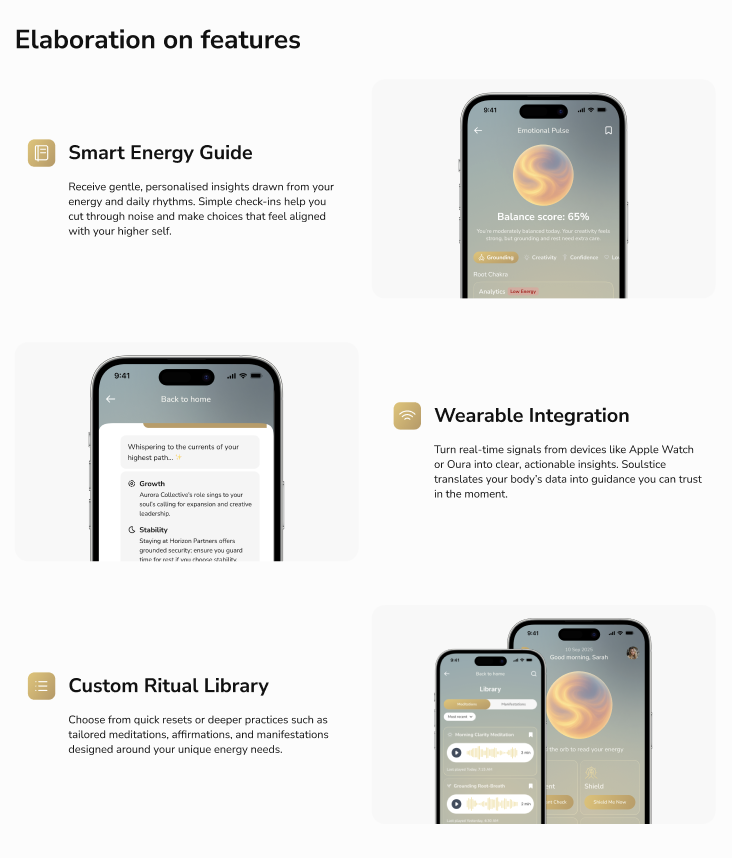 Elaboration on features
Smart Energy Guide
Receive gentle, personalised insights drawn from your
energy and daily rhythms. Simple check-ins help you
cut through noise and make choices that feel aligned
with your higher self.
9:41
Emotional Pulse
Balance score: 65%
You're moderately balanced today. Your creativity feels
strong, but grounding and rest need extra care.
Grounding
Creativity
Confidence
Root Chakra
Analytics
Low Energy
9:41
Back to home
Whispering to the currents of your
highest path... ✨
Growth
Aurora Collective's role sings to your
soul's calling for expansion and creative
leadership.
Stability
Staying at Horizon Partners offers
grounded security; ensure you guard
time for rest if you choose stability.
Wearable Integration
Turn real-time signals from devices like Apple Watch
or Oura into clear, actionable insights. Soulstice
translates your body's data into guidance you can trust
in the moment.
Custom Ritual Library
Choose from quick resets or deeper practices such as
tailored meditations, affirmations, and manifestations
designed around your unique energy needs.
9:41
Good morning, Sarah
the orb to read your energy
Shield
Shield Me Now
9:41
Back to home
Library
Meditations
Manifestations
Most recent
Morning Clarity Meditation
5 min
Grounding Root Breath
2 min